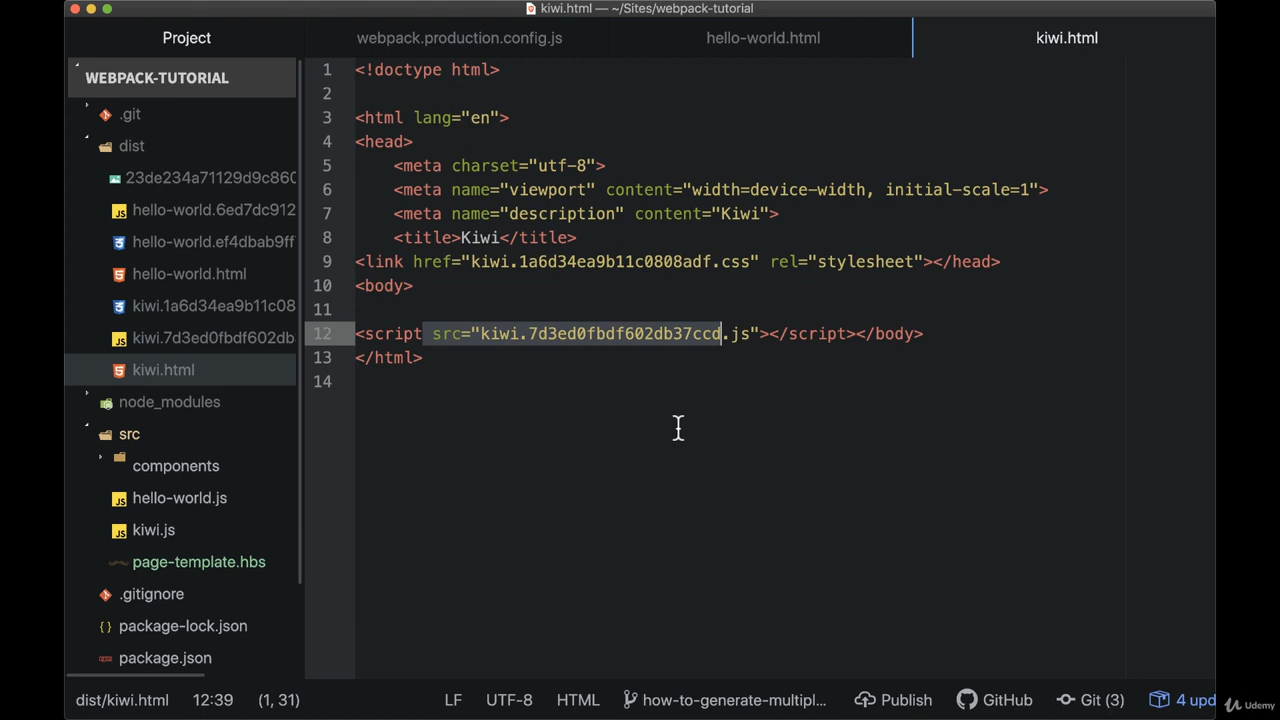 kiwi.html — ~/Sites/webpack-tutorial
Project
webpack.production.config.js
hello-world.html
kiwi.html
WEBPACK-TUTORIAL
.git
dist
23de234a71129d9c860
hello-world.6ed7dc912
hello-world.ef4dbab9ff
hello-world.html
kiwi.1a6d34ea9b11c08
kiwi.7d3ed0fbdf602db
kiwi.html
node_modules
src
components
hello-world.js
kiwi.js
page-template.hbs
.gitignore
package-lock.json
package.json
1 <!doctype html>
2
3 <html lang="en">
4 <head>
5 <meta charset="utf-8">
6 <meta name="viewport" content="width=device-width, initial-scale=1">
7 <meta name="description" content="Kiwi">
8 <title>Kiwi</title>
9 <link href="kiwi.1a6d34ea9b11c0808adf.css" rel="stylesheet"></head>
10 <body>
11
12 <script src="kiwi.7d3ed0fbdf602db37ccd.js"></script></body>
13 </html>
14
dist/kiwi.html 12:39 (1, 31) LF UTF-8 HTML how-to-generate-multipl... Publish GitHub Git (3) 4 upd
Udemy